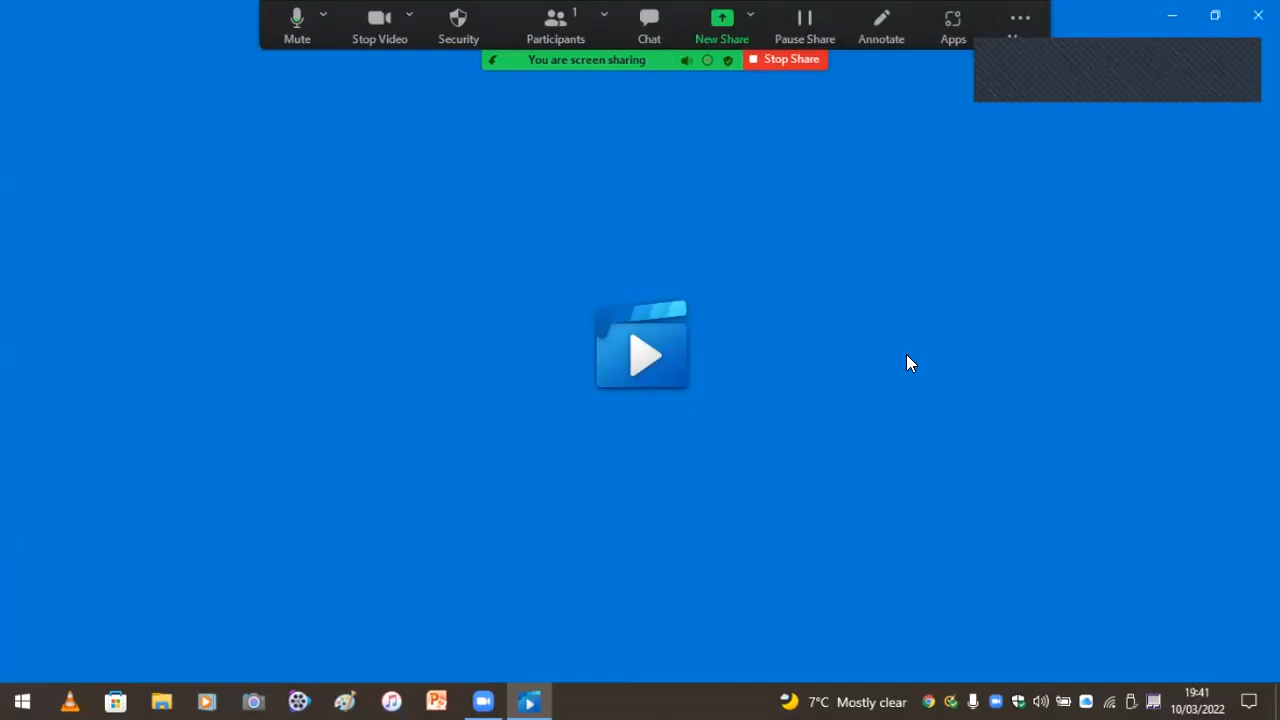 Mute
Stop Video
Security
1
Participants
Chat
New Share
Pause Share
Annotate
Apps
You are screen sharing
Stop Share
7°C Mostly clear
19:41
10/03/2022